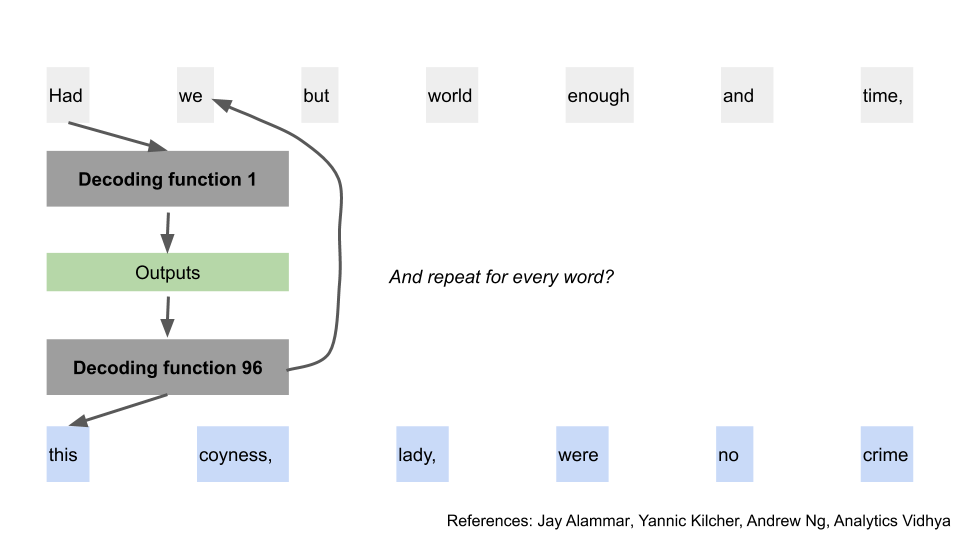 Had we but world enough and time,
Decoding function 1
Outputs
And repeat for every word?
Decoding function 96
this coyness, lady, were no crime
References: Jay Alammar, Yannic Kilcher, Andrew Ng, Analytics Vidhya